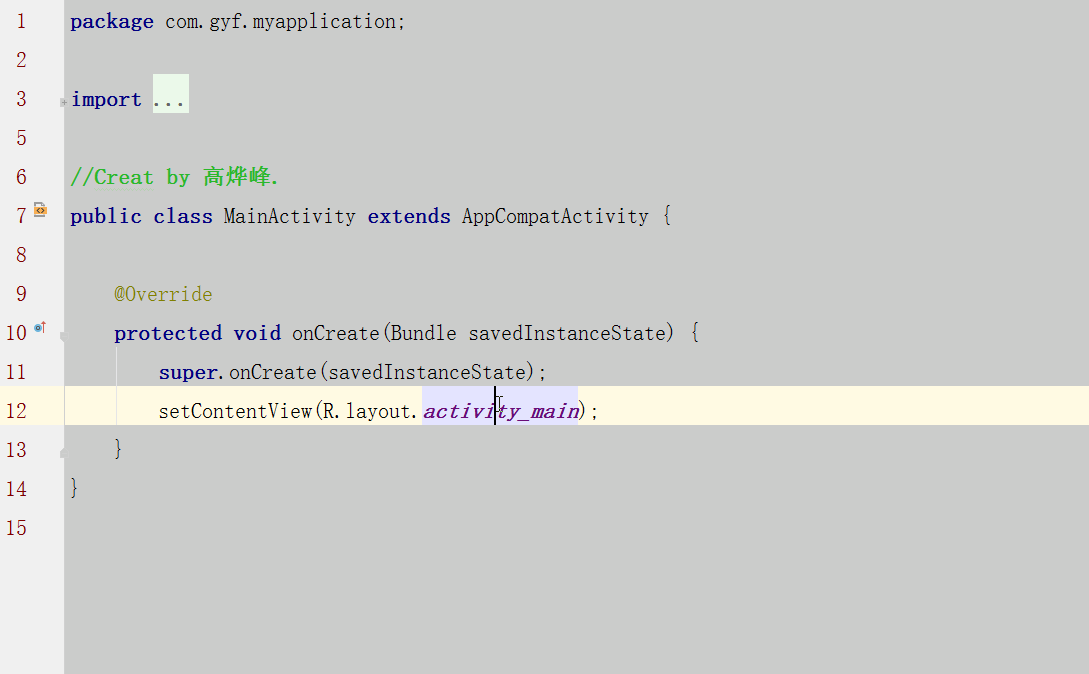 1 package com.gyf.myapplication;
2
3 import ...
5
6 //Creat by 高烨峰.
7 public class MainActivity extends AppCompatActivity {
8
9 @Override
10 protected void onCreate(Bundle savedInstanceState) {
11 super.onCreate(savedInstanceState);
12 setContentView(R.layout.activity_main);
13 }
14 }
15